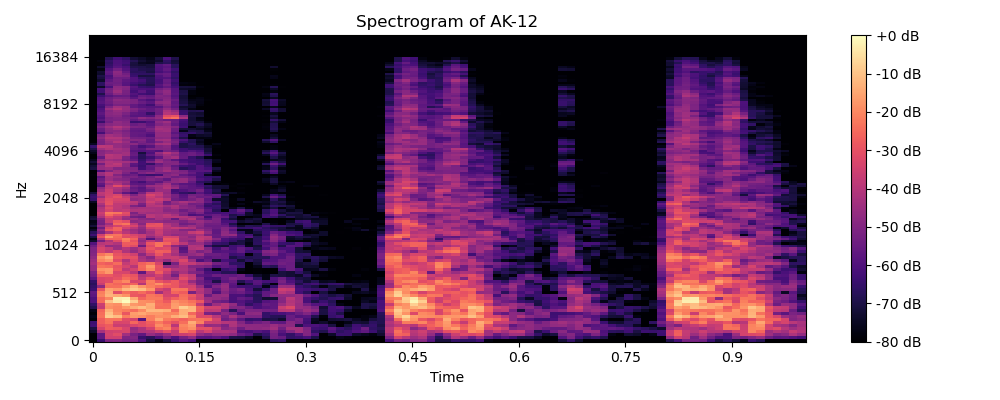 Spectrogram of AK-12
Hz
16384
8192
4096
2048
1024
512
0
0
0.15
0.3
0.45
0.6
0.75
0.9
Time
+0 dB
-10 dB
-20 dB
-30 dB
-40 dB
-50 dB
-60 dB
-70 dB
-80 dB